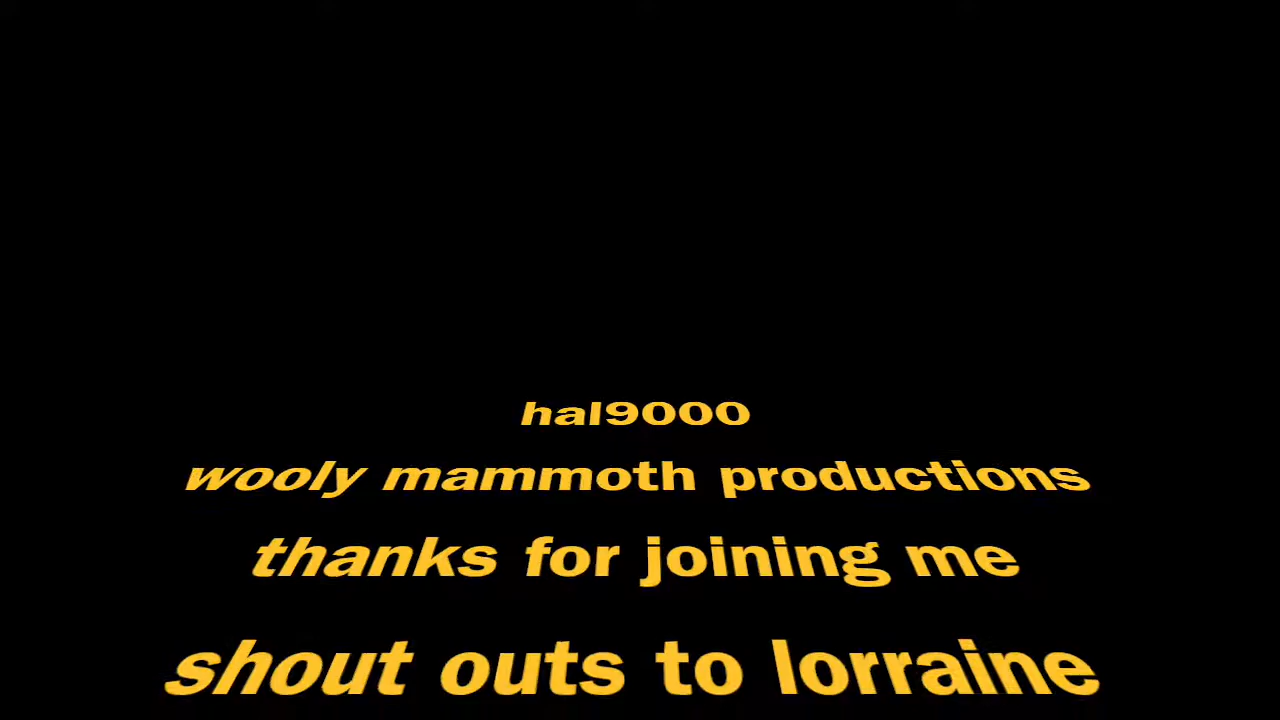 hal9000
wooly mammoth productions
thanks for joining me
shout outs to lorraine